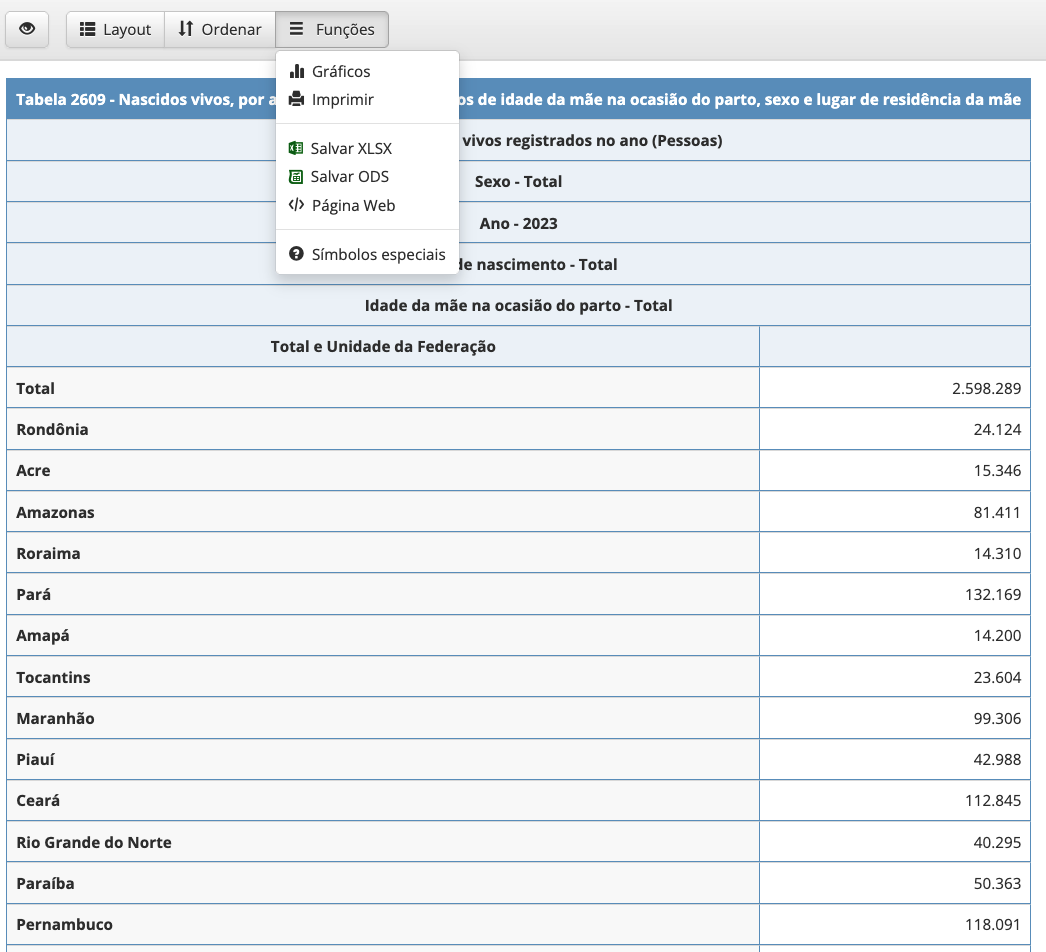 Layout
Ordenar
Funções
Gráficos
Imprimir
Salvar XLSX
Salvar ODS
Página Web
Símbolos especiais
Tabela 2609 - Nascidos vivos, por a os de idade da mãe na ocasião do parto, sexo e lugar de residência da mãe
vivos registrados no ano (Pessoas)
Sexo - Total
Ano - 2023
de nascimento - Total
Idade da mãe na ocasião do parto - Total
Total e Unidade da Federação
Total 2.598.289
Rondônia 24.124
Acre 15.346
Amazonas 81.411
Roraima 14.310
Pará 132.169
Amapá 14.200
Tocantins 23.604
Maranhão 99.306
Piauí 42.988
Ceará 112.845
Rio Grande do Norte 40.295
Paraíba 50.363
Pernambuco 118.091